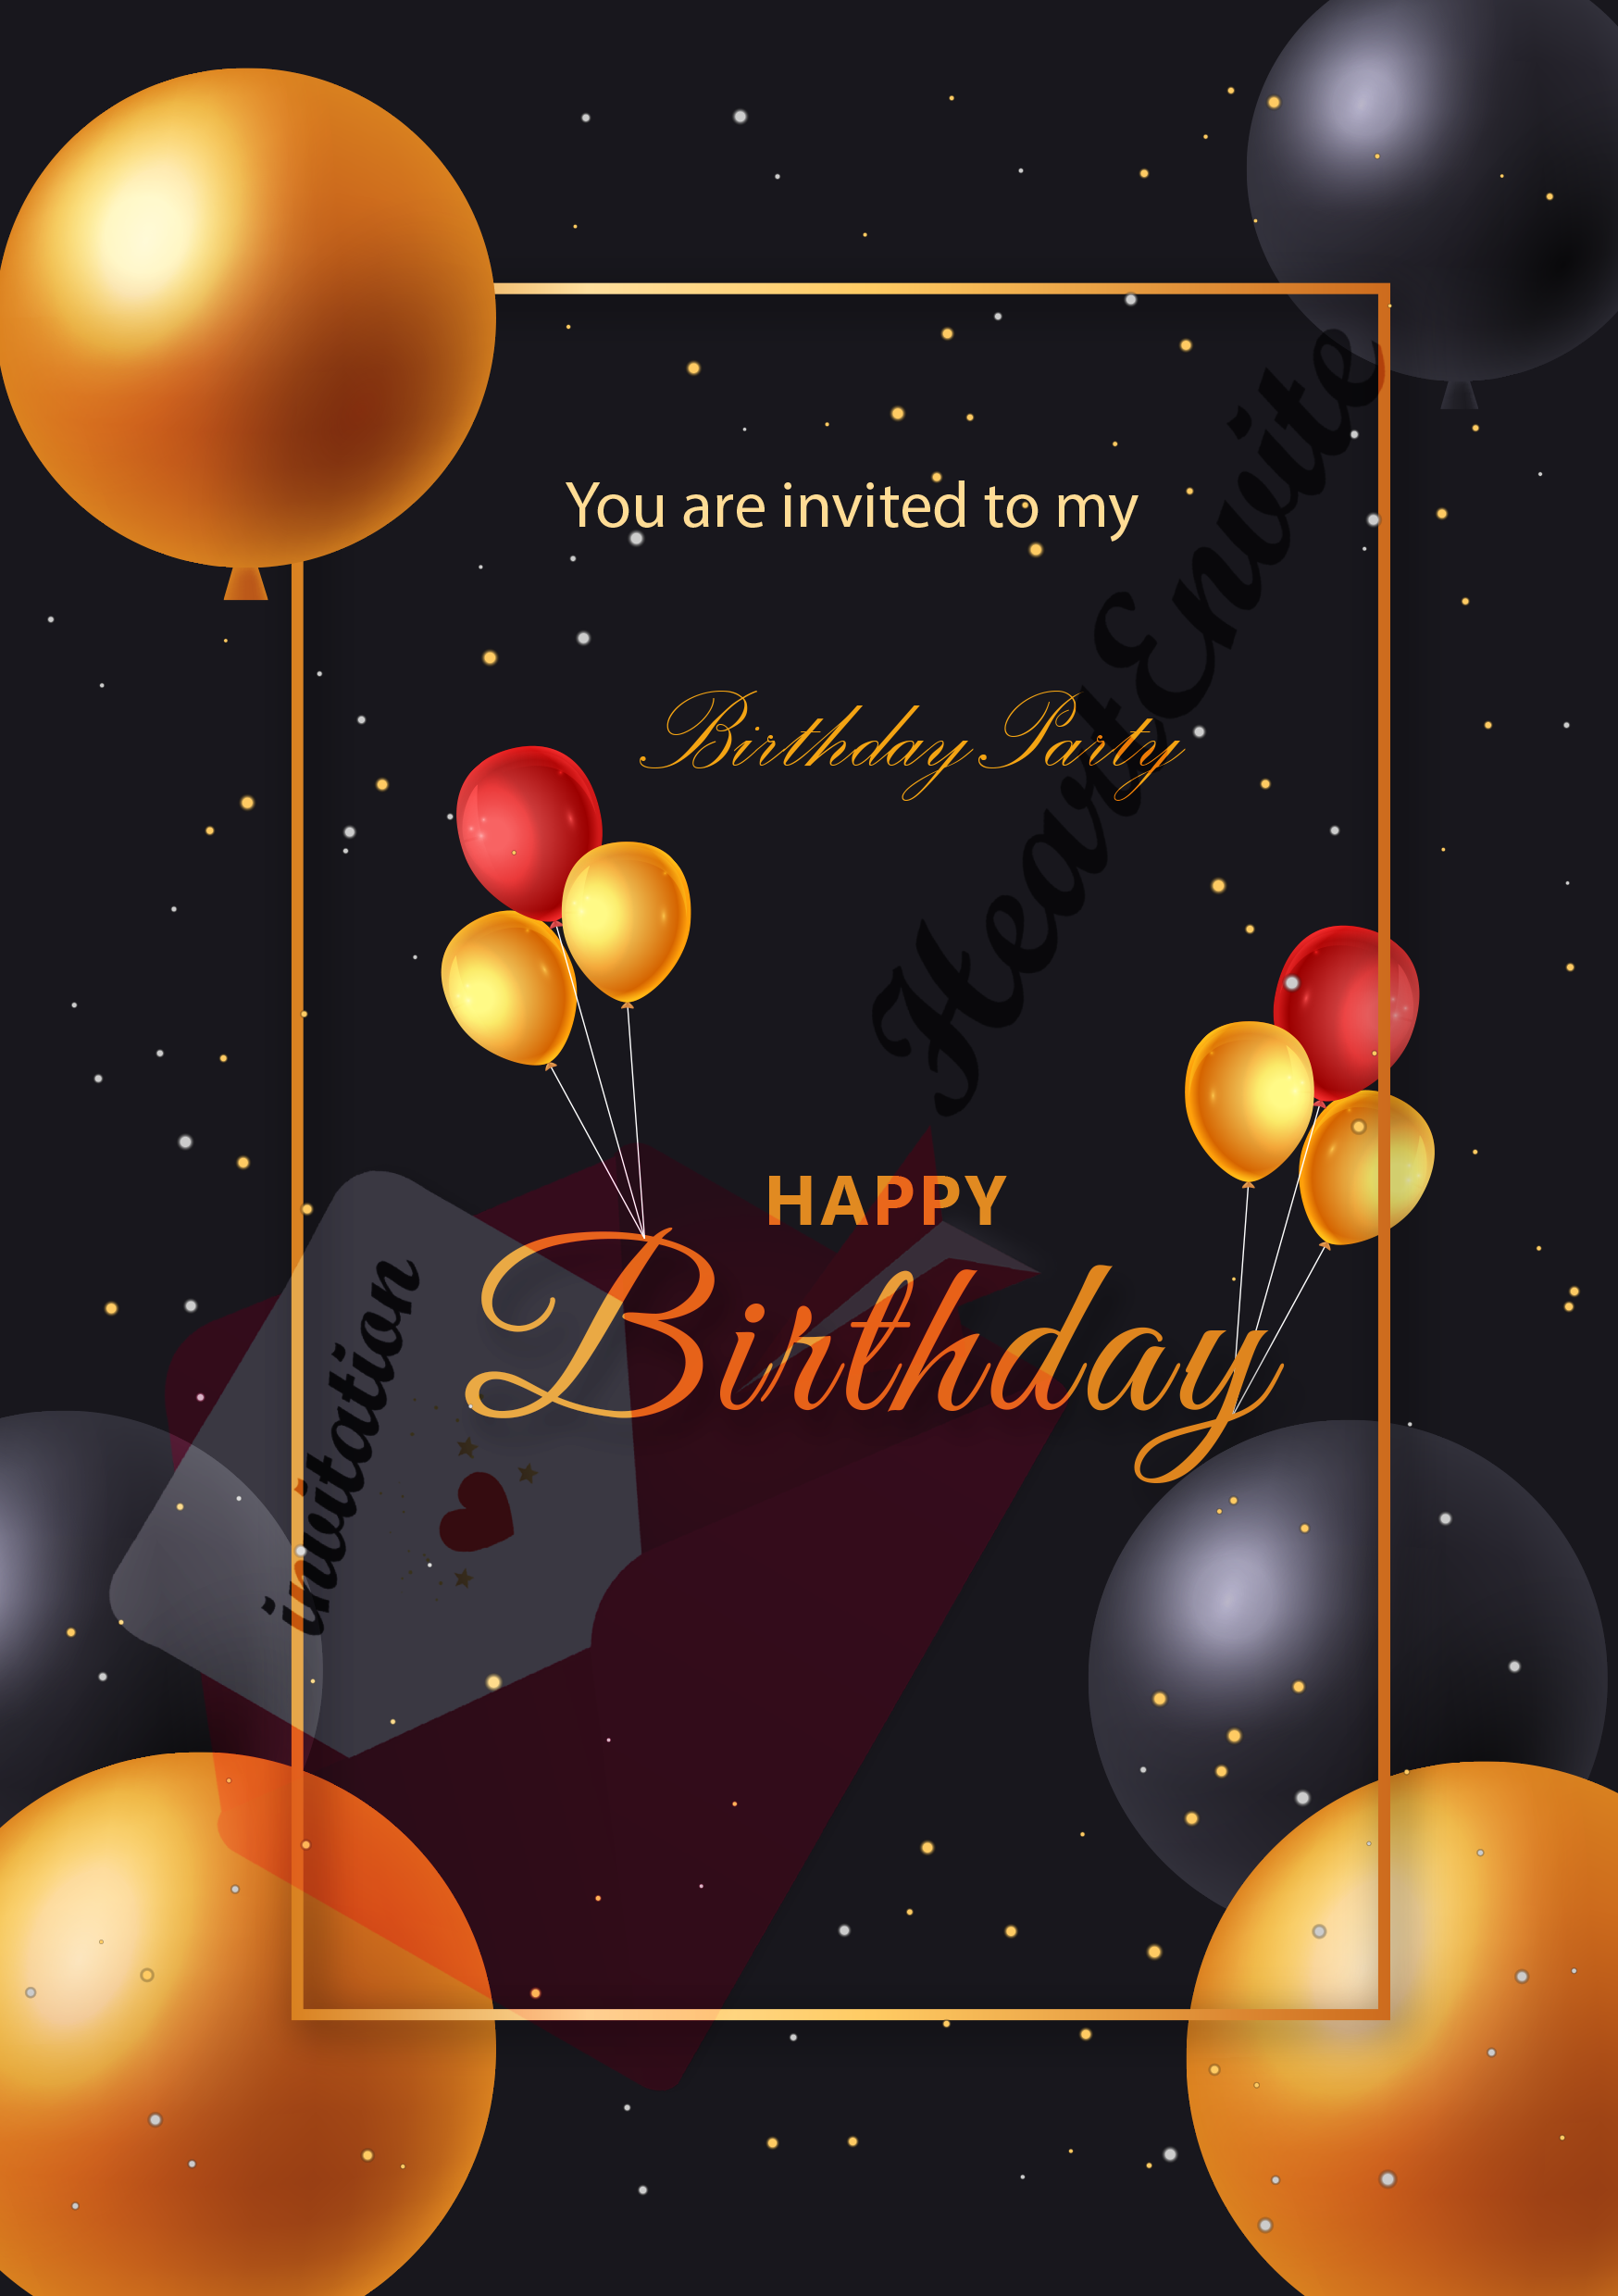 You are invited to my
Birthday Party
HeartEnvite
HAPPY
Birthday
invitation